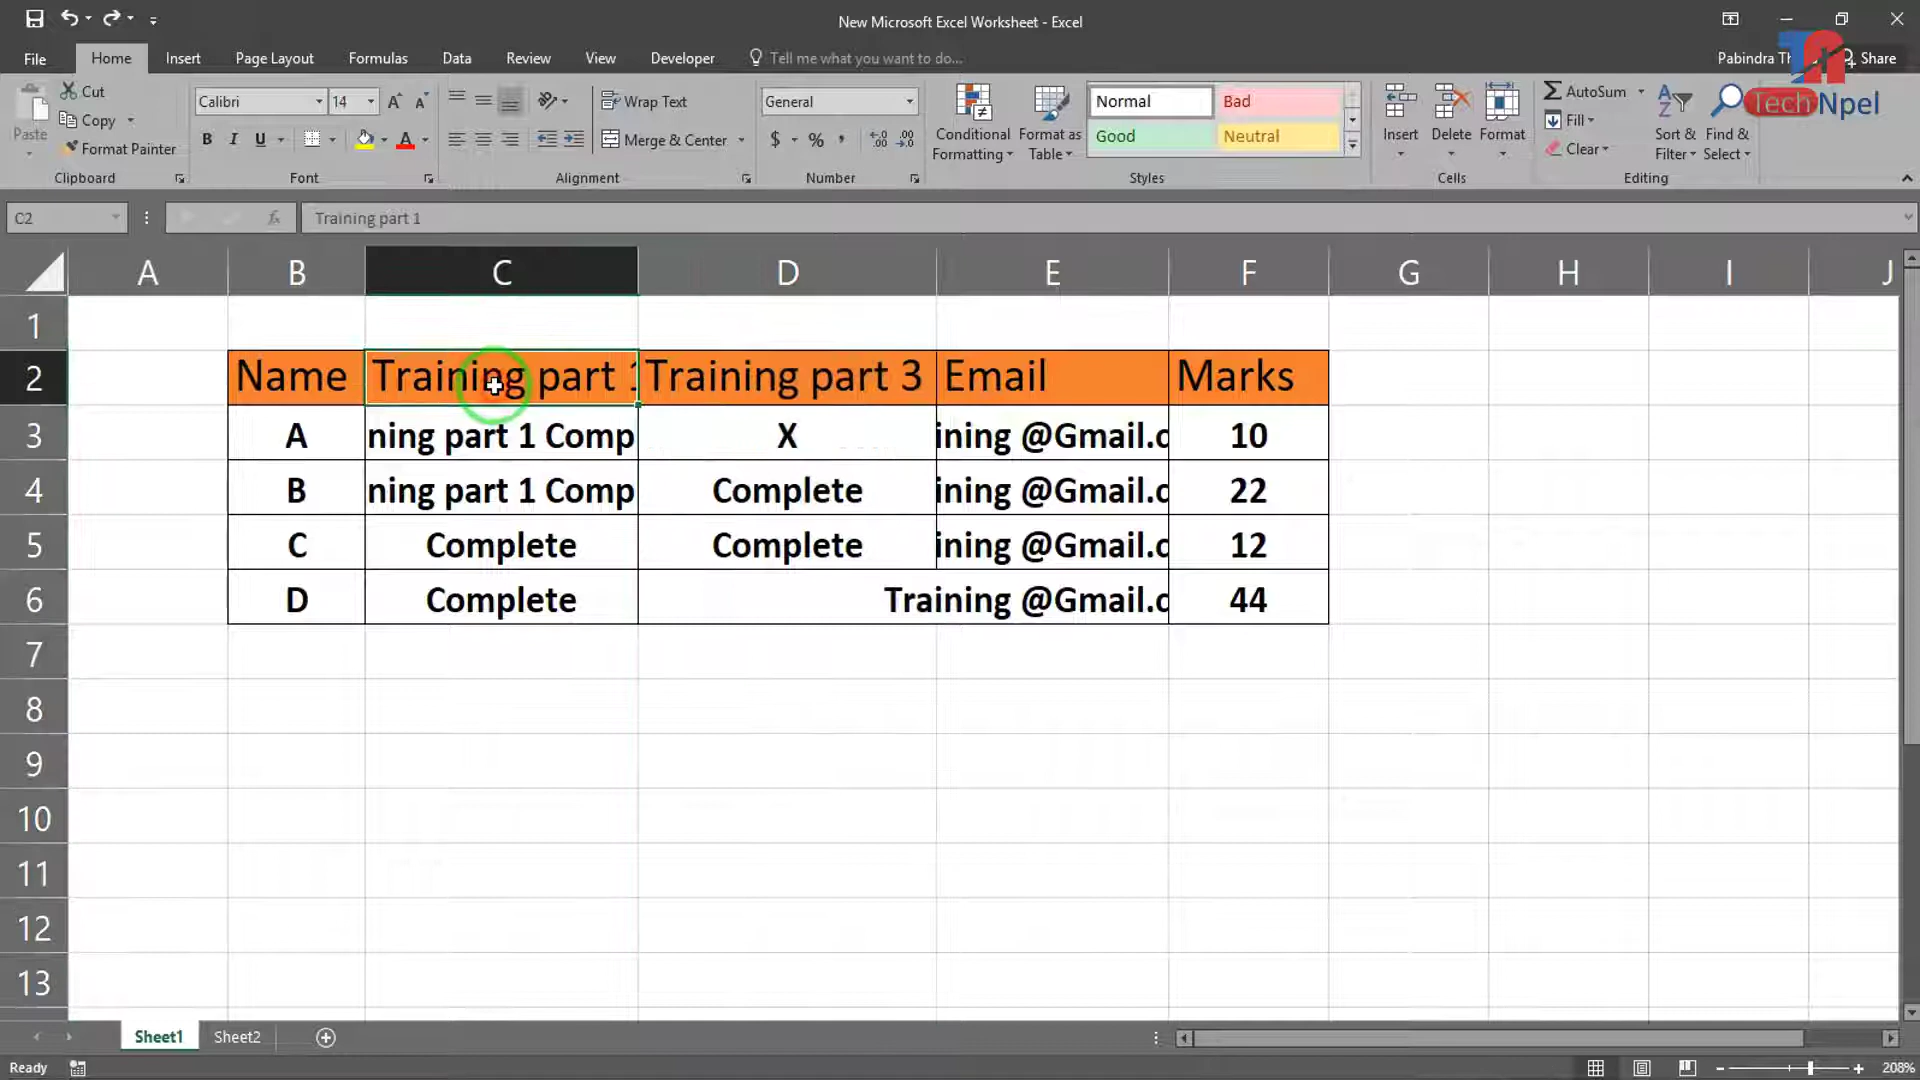 New Microsoft Excel Worksheet - Excel
File Home Insert Page Layout Formulas Data Review View Developer Tell me what you want to do... Pabindra Share
Tech Npel
Paste Cut Copy Format Painter Clipboard
Calibri 14 B I U A Font
Wrap Text Merge & Center Alignment
General $ % , Number
Conditional Formatting Format as Table Normal Bad Good Neutral Styles
Insert Delete Format Cells
AutoSum Fill Clear Sort & Filter Find & Select Editing
C2 fx Training part 1
A B C D E F G H I J
1
2 Name Training part 1 Training part 3 Email Marks
3 A ning part 1 Comp X ining @Gmail.c 10
4 B ning part 1 Comp Complete ining @Gmail.c 22
5 C Complete Complete ining @Gmail.c 12
6 D Complete Training @Gmail.c 44
7
8
9
10
11
12
13
Sheet1 Sheet2
Ready 208%